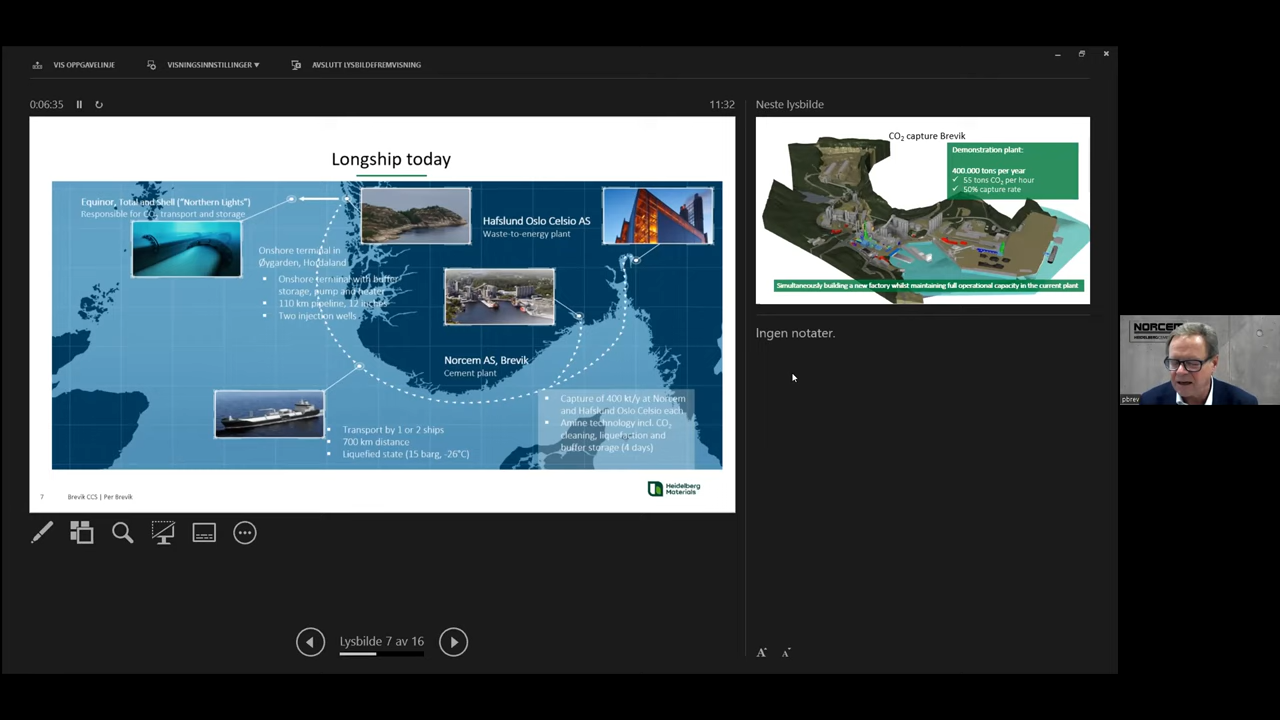 VIS OPPGAVELINJE
VISNINGSINNSTILLINGER ▼
AVSLUTT LYSBILDEFREMVISNING
0:06:35
11:32
Longship today
Equinor, Total and Shell ("Northern Lights")
Responsible for CO₂ transport and storage
Hafslund Oslo Celsio AS
Waste-to-energy plant
Onshore terminal in
Øygarden, Hordaland
▪ Onshore terminal with buffer
storage, pump and heater
▪ 110 km pipeline, 12 inches
▪ Two injection wells
Norcem AS, Brevik
Cement plant
▪ Transport by 1 or 2 ships
▪ 700 km distance
▪ Liquefied state (15 barg, -26°C)
▪ Capture of 400 kt/y at Norcem
and Hafslund Oslo Celsio each
▪ Amine technology incl. CO₂
cleaning, liquefaction and
buffer storage (4 days)
7
Brevik CCS | Per Brevik
Heidelberg
Materials
Lysbilde 7 av 16
Neste lysbilde
CO₂ capture Brevik
Demonstration plant:
400.000 tons per year
✓ 55 tons CO₂ per hour
✓ 50% capture rate
Simultaneously building a new factory whilst maintaining full operational capacity in the current plant
Ingen notater.
A A
NORCEM
pbrev